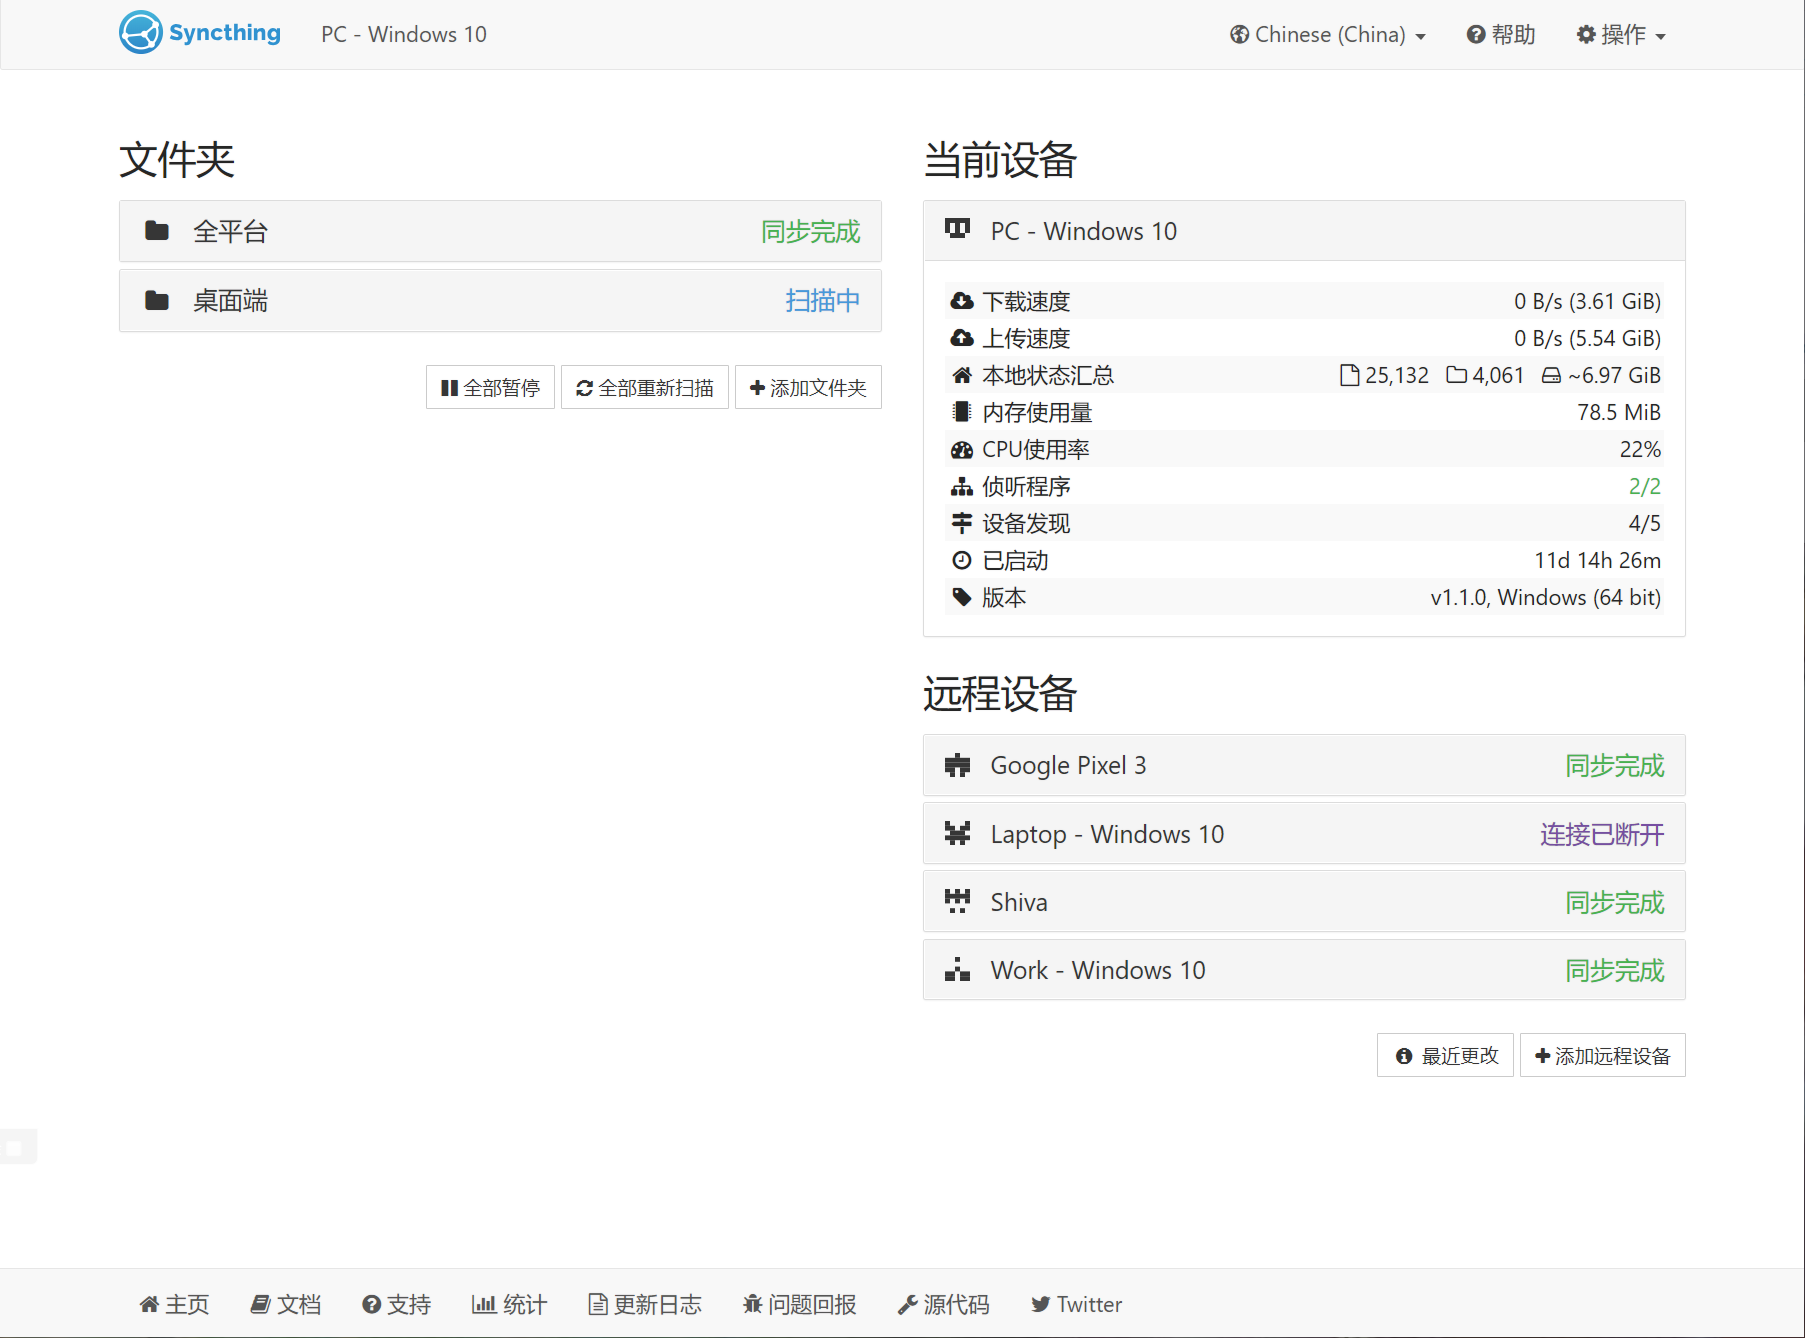 Syncthing PC - Windows 10 Chinese (China) 帮助 操作
文件夹
全平台 同步完成
桌面端 扫描中
全部暂停 全部重新扫描 添加文件夹
当前设备
PC - Windows 10
下载速度 0 B/s (3.61 GiB)
上传速度 0 B/s (5.54 GiB)
本地状态汇总 25,132 4,061 ~6.97 GiB
内存使用量 78.5 MiB
CPU使用率 22%
侦听程序 2/2
设备发现 4/5
已启动 11d 14h 26m
版本 v1.1.0, Windows (64 bit)
远程设备
Google Pixel 3 同步完成
Laptop - Windows 10 连接已断开
Shiva 同步完成
Work - Windows 10 同步完成
最近更改 添加远程设备
主页 文档 支持 统计 更新日志 问题回报 源代码 Twitter